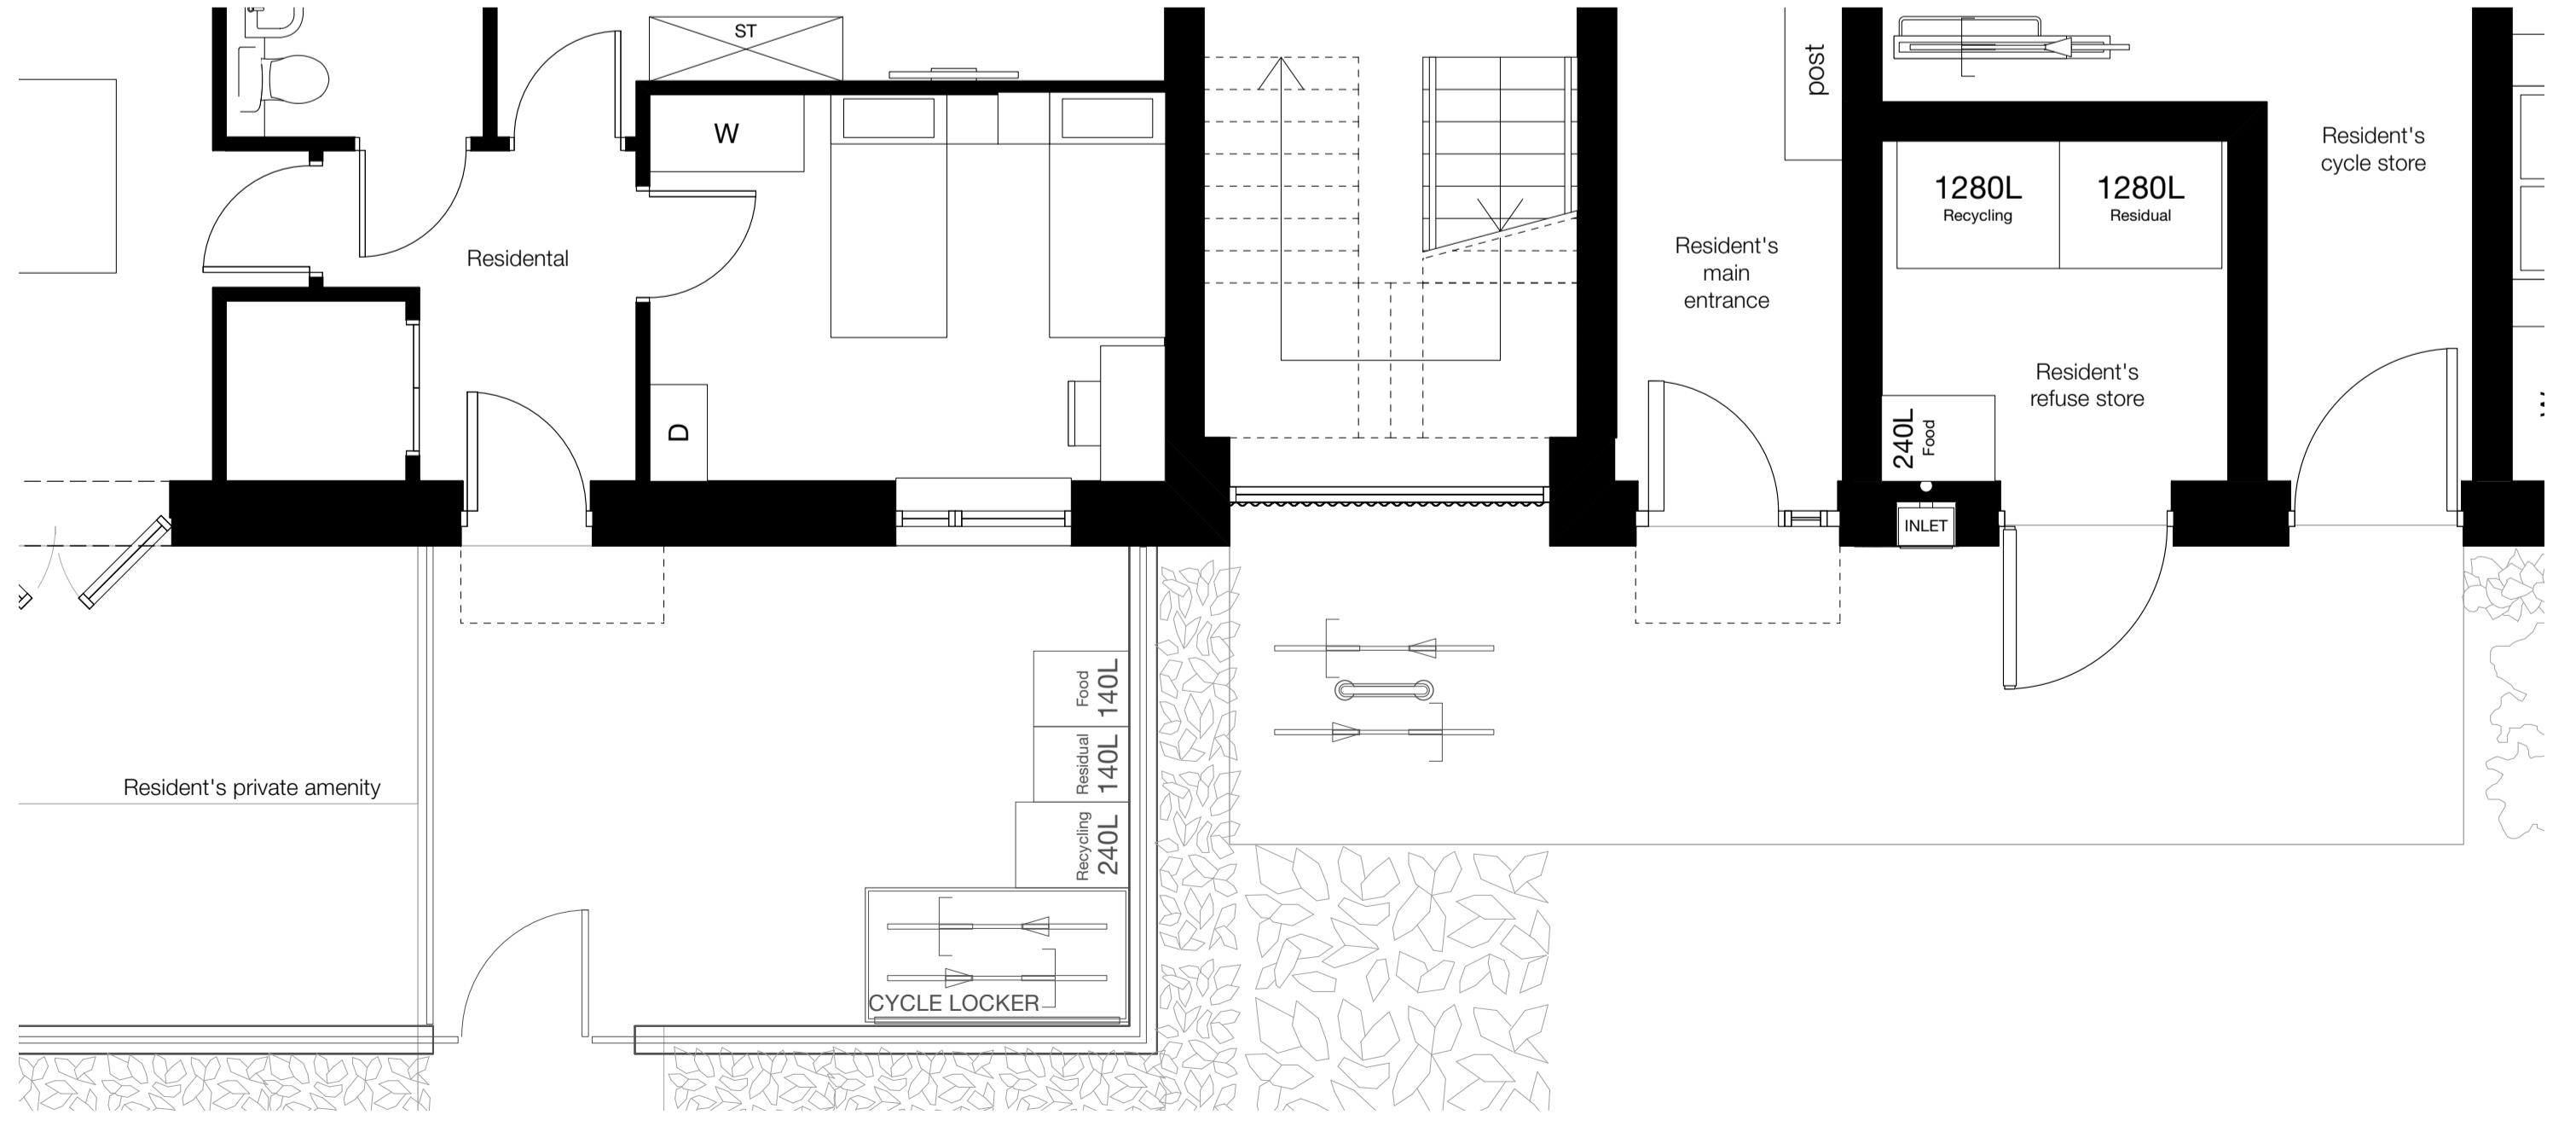 ST
post
W
Resident's
cycle store
1280L
Recycling
1280L
Residual
Residental
Resident's
main
entrance
Resident's
refuse store
D
240L
Food
INLET
Food
140L
Residual
140L
Resident's private amenity
Recycling
240L
CYCLE LOCKER